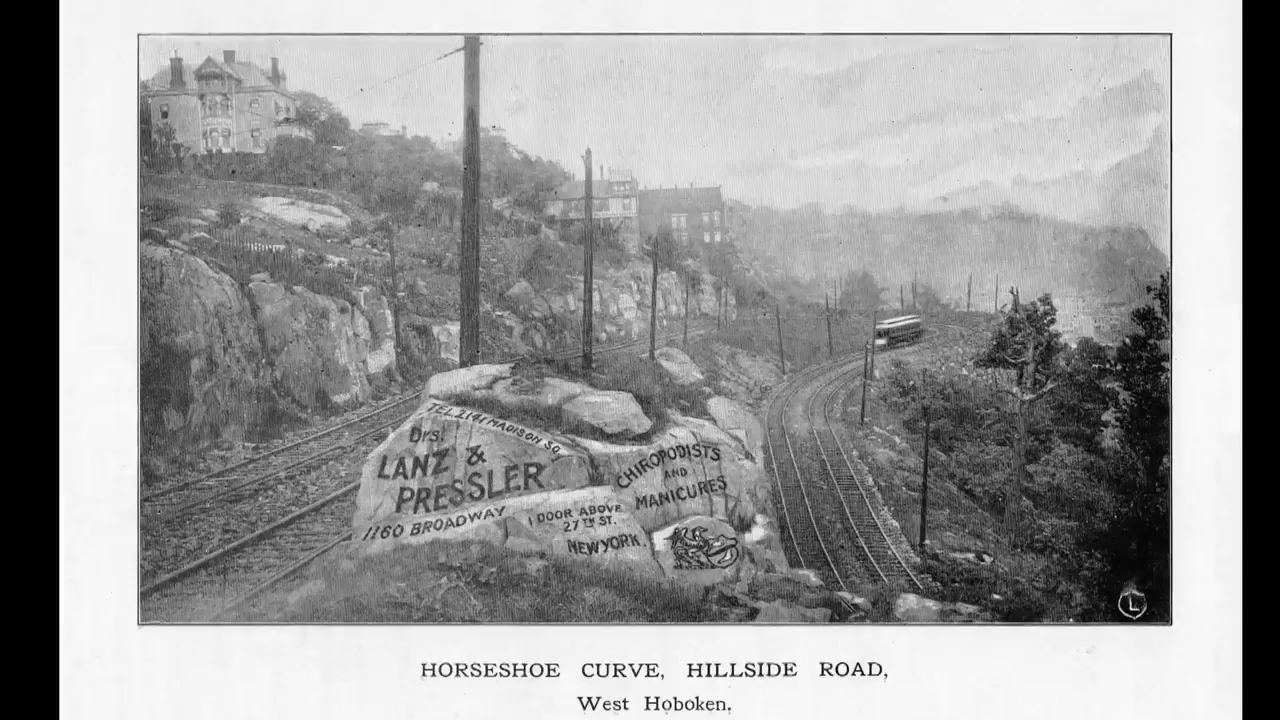 TEL. 2191 MADISON SQ.
Drs.
LANZ &
PRESSLER
1160 BROADWAY
CHIROPODISTS
AND
MANICURES
1 DOOR ABOVE
27TH ST.
NEW YORK
L
HORSESHOE CURVE, HILLSIDE ROAD,
West Hoboken.